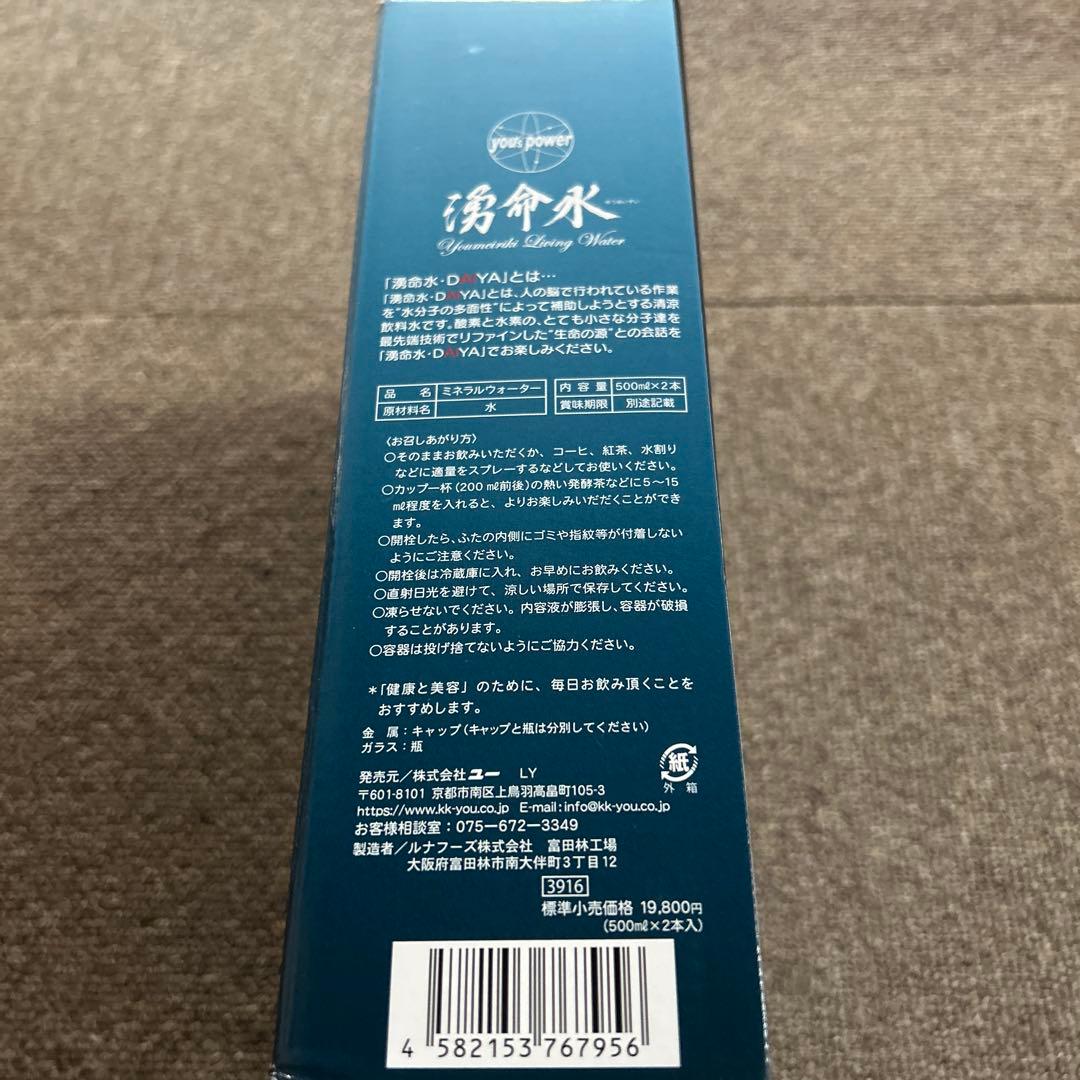 you's power
湧命水
Youmeiriki Living Water
「湧命水・DAIYA」とは…
「湧命水・DAIYA」とは、人の脳で行われている作業
を"水分子の多面性"によって補助しようとする清涼
飲料水です。酸素と水素の、とても小さな分子達を
最先端技術でリファインした"生命の源"との会話を
「湧命水・DAIYA」でお楽しみください。
品名 ミネラルウォーター 内容量 500㎖×2本
原材料名 水 賞味期限 別途記載
〈お召しあがり方〉
○そのままお飲みいただくか、コーヒ、紅茶、水割り
などに適量をスプレーするなどしてお使いください。
○カップ一杯(200㎖前後)の熱い発酵茶などに5〜15
㎖程度を入れると、よりお楽しみいだだくことができ
ます。
○開栓したら、ふたの内側にゴミや指紋等が付着しない
ようにご注意ください。
○開栓後は冷蔵庫に入れ、お早めにお飲みください。
○直射日光を避けて、涼しい場所で保存してください。
○凍らせないでください。内容液が膨張し、容器が破損
することがあります。
○容器は投げ捨てないようにご協力ください。
*「健康と美容」のために、毎日お飲み頂くことを
おすすめします。
金属：キャップ(キャップと瓶は分別してください)
ガラス：瓶
紙
外箱
発売元／株式会社ユー LY
〒601-8101 京都市南区上鳥羽高畠町105-3
https://www.kk-you.co.jp E-mail:info@kk-you.co.jp
お客様相談室：075-672-3349
製造者／ルナフーズ株式会社 富田林工場
大阪府富田林市南大伴町3丁目12
3916
標準小売価格 19,800円
(500㎖×2本入)
4 582153 767956